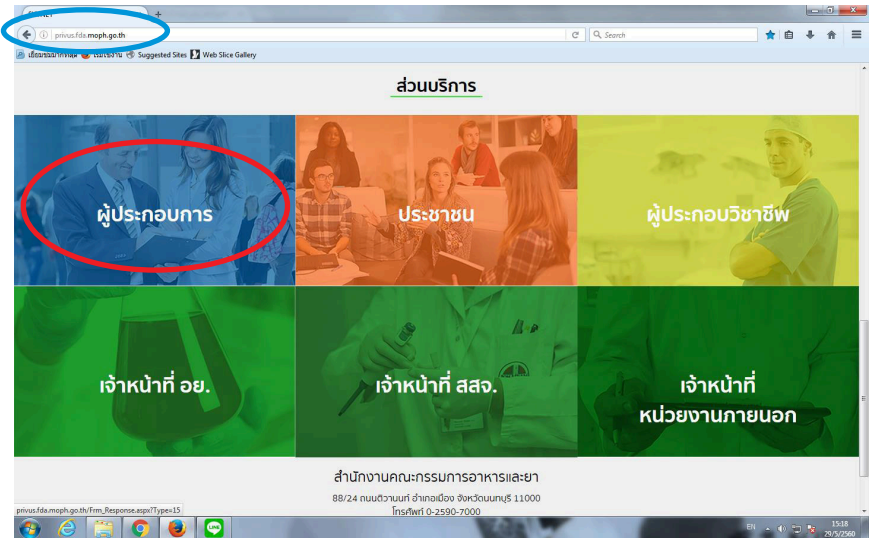 privus.fda.moph.go.th
Search
Suggested Sites
Web Slice Gallery
ส่วนบริการ
ผู้ประกอบการ
ประชาชน
ผู้ประกอบวิชาชีพ
เจ้าหน้าที่ อย.
เจ้าหน้าที่ สสจ.
เจ้าหน้าที่
หน่วยงานภายนอก
สำนักงานคณะกรรมการอาหารและยา
88/24 ถนนติวานนท์ อำเภอเมือง จังหวัดนนทบุรี 11000
โทรศัพท์ 0-2590-7000
privus.fda.moph.go.th/Frm_Response.aspx?Type=15
LINE
EN
15:18
29/5/2560